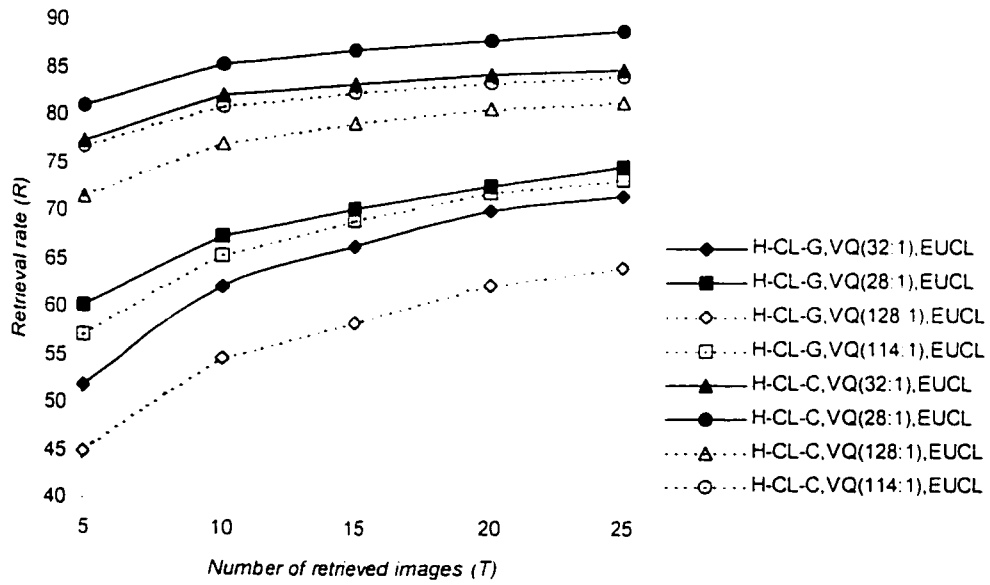 90
85
80
75
70
65
60
55
50
45
40
Retrieval rate (R)
5 10 15 20 25
Number of retrieved images (T)
H-CL-G,VQ(32:1),EUCL
H-CL-G,VQ(28:1),EUCL
H-CL-G,VQ(128 1),EUCL
H-CL-G,VQ(114:1),EUCL
H-CL-C,VQ(32:1),EUCL
H-CL-C,VQ(28:1),EUCL
H-CL-C,VQ(128:1),EUCL
H-CL-C,VQ(114:1),EUCL